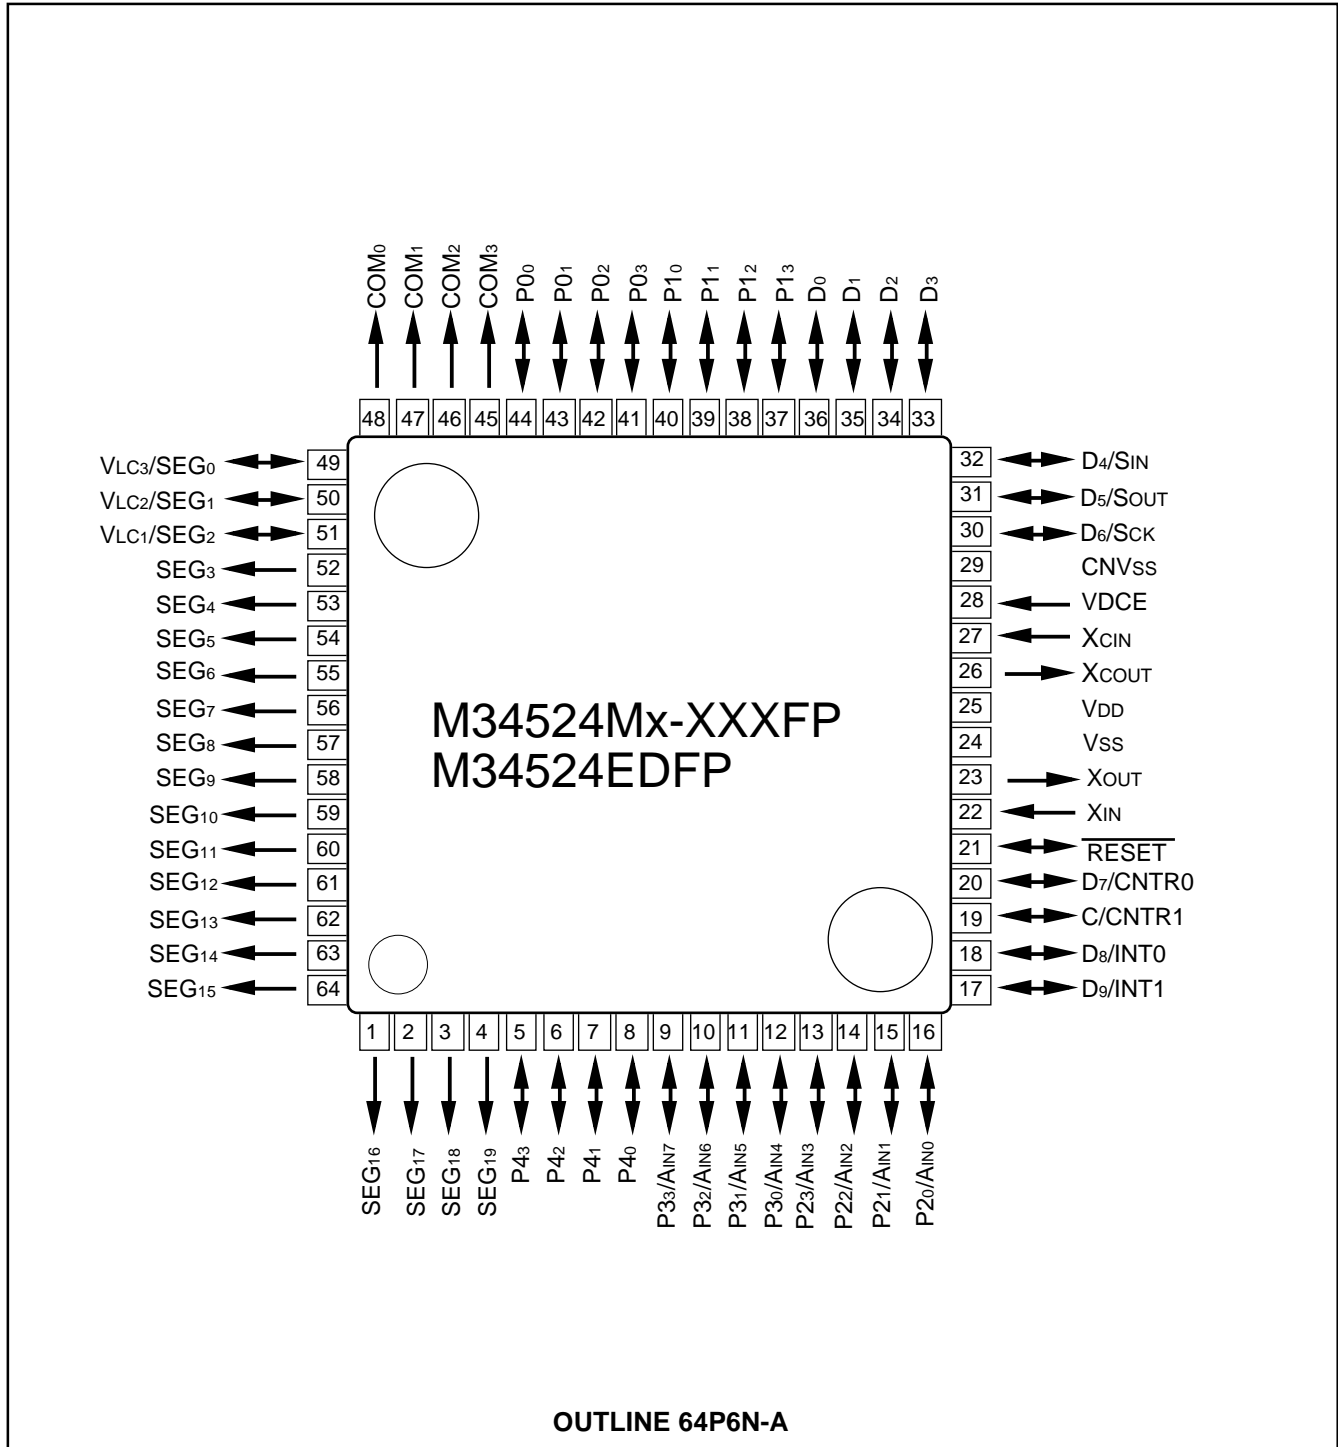 COM0
COM1
COM2
COM3
P00
P01
P02
P03
P10
P11
P12
P13
D0
D1
D2
D3
48
47
46
45
44
43
42
41
40
39
38
37
36
35
34
33
VLC3/SEG0 49
VLC2/SEG1 50
VLC1/SEG2 51
SEG3 52
SEG4 53
SEG5 54
SEG6 55
SEG7 56
SEG8 57
SEG9 58
SEG10 59
SEG11 60
SEG12 61
SEG13 62
SEG14 63
SEG15 64
M34524Mx-XXXFP
M34524EDFP
32 D4/SIN
31 D5/SOUT
30 D6/SCK
29 CNVSS
28 VDCE
27 XCIN
26 XCOUT
25 VDD
24 VSS
23 XOUT
22 XIN
21 RESET
20 D7/CNTR0
19 C/CNTR1
18 D8/INT0
17 D9/INT1
1
2
3
4
5
6
7
8
9
10
11
12
13
14
15
16
SEG16
SEG17
SEG18
SEG19
P43
P42
P41
P40
P33/AIN7
P32/AIN6
P31/AIN5
P30/AIN4
P23/AIN3
P22/AIN2
P21/AIN1
P20/AIN0
OUTLINE 64P6N-A